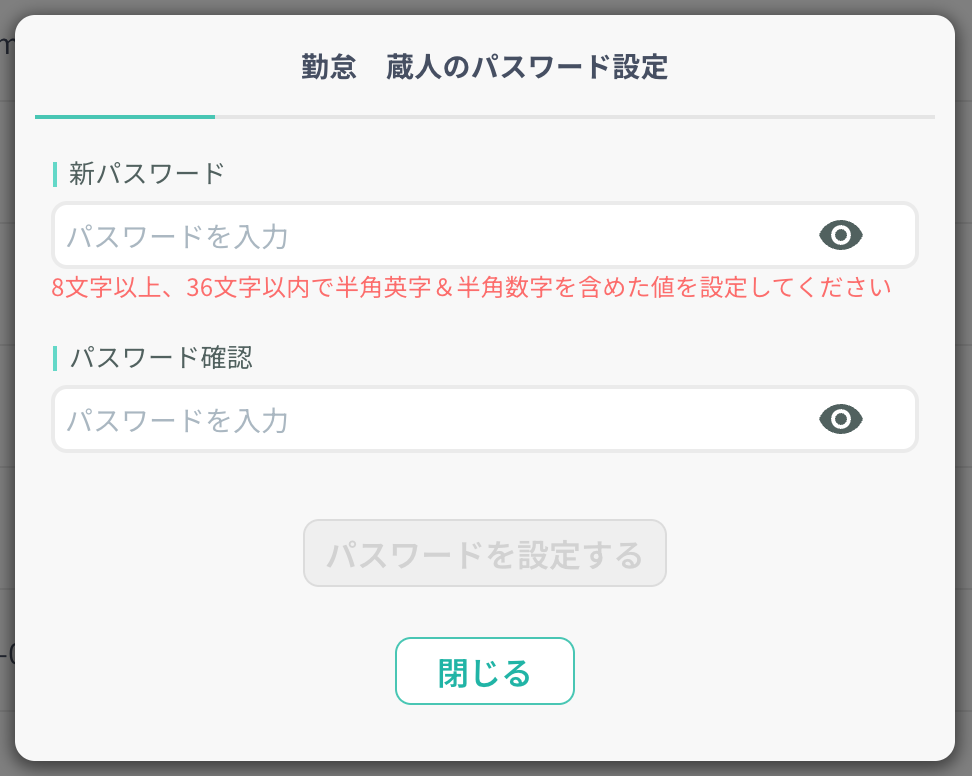 勤怠　蔵人のパスワード設定
新パスワード
パスワードを入力
8文字以上、36文字以内で半角英字＆半角数字を含めた値を設定してください
パスワード確認
パスワードを入力
パスワードを設定する
閉じる